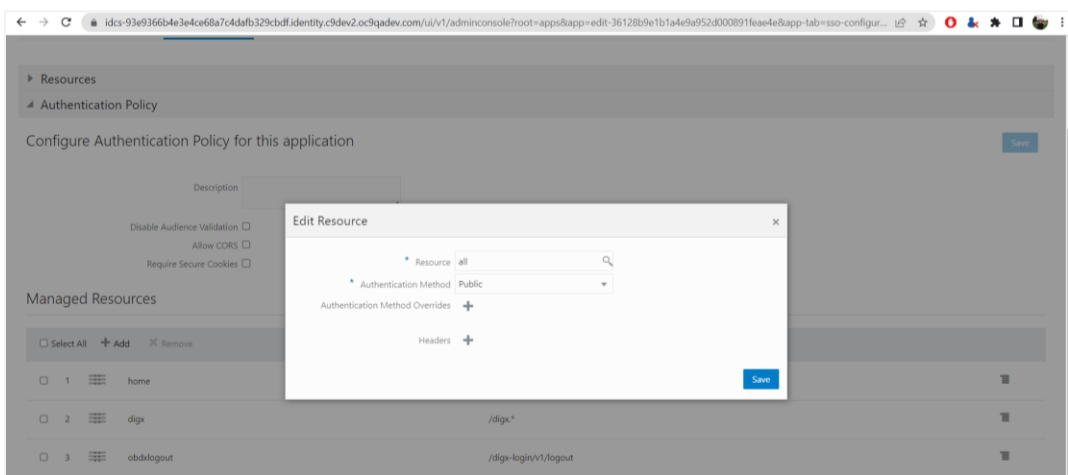 idcs-93e9366b4e3e4ce68a7c4dafb329cbdf.identity.c9dev2.oc9qadev.com/ui/v1/adminconsole?root=apps&app=edit-36128b9e1b1a4e9a952d000891feae4e&app-tab=sso-configur...
Resources
Authentication Policy
Configure Authentication Policy for this application
Save
Description
Disable Audience Validation
Allow CORS
Require Secure Cookies
Edit Resource
* Resource all
* Authentication Method Public
Authentication Method Overrides
Headers
Save
Managed Resources
Select All Add Remove
1 home
2 digx /digx.*
3 obdxlogout /digx-login/v1/logout